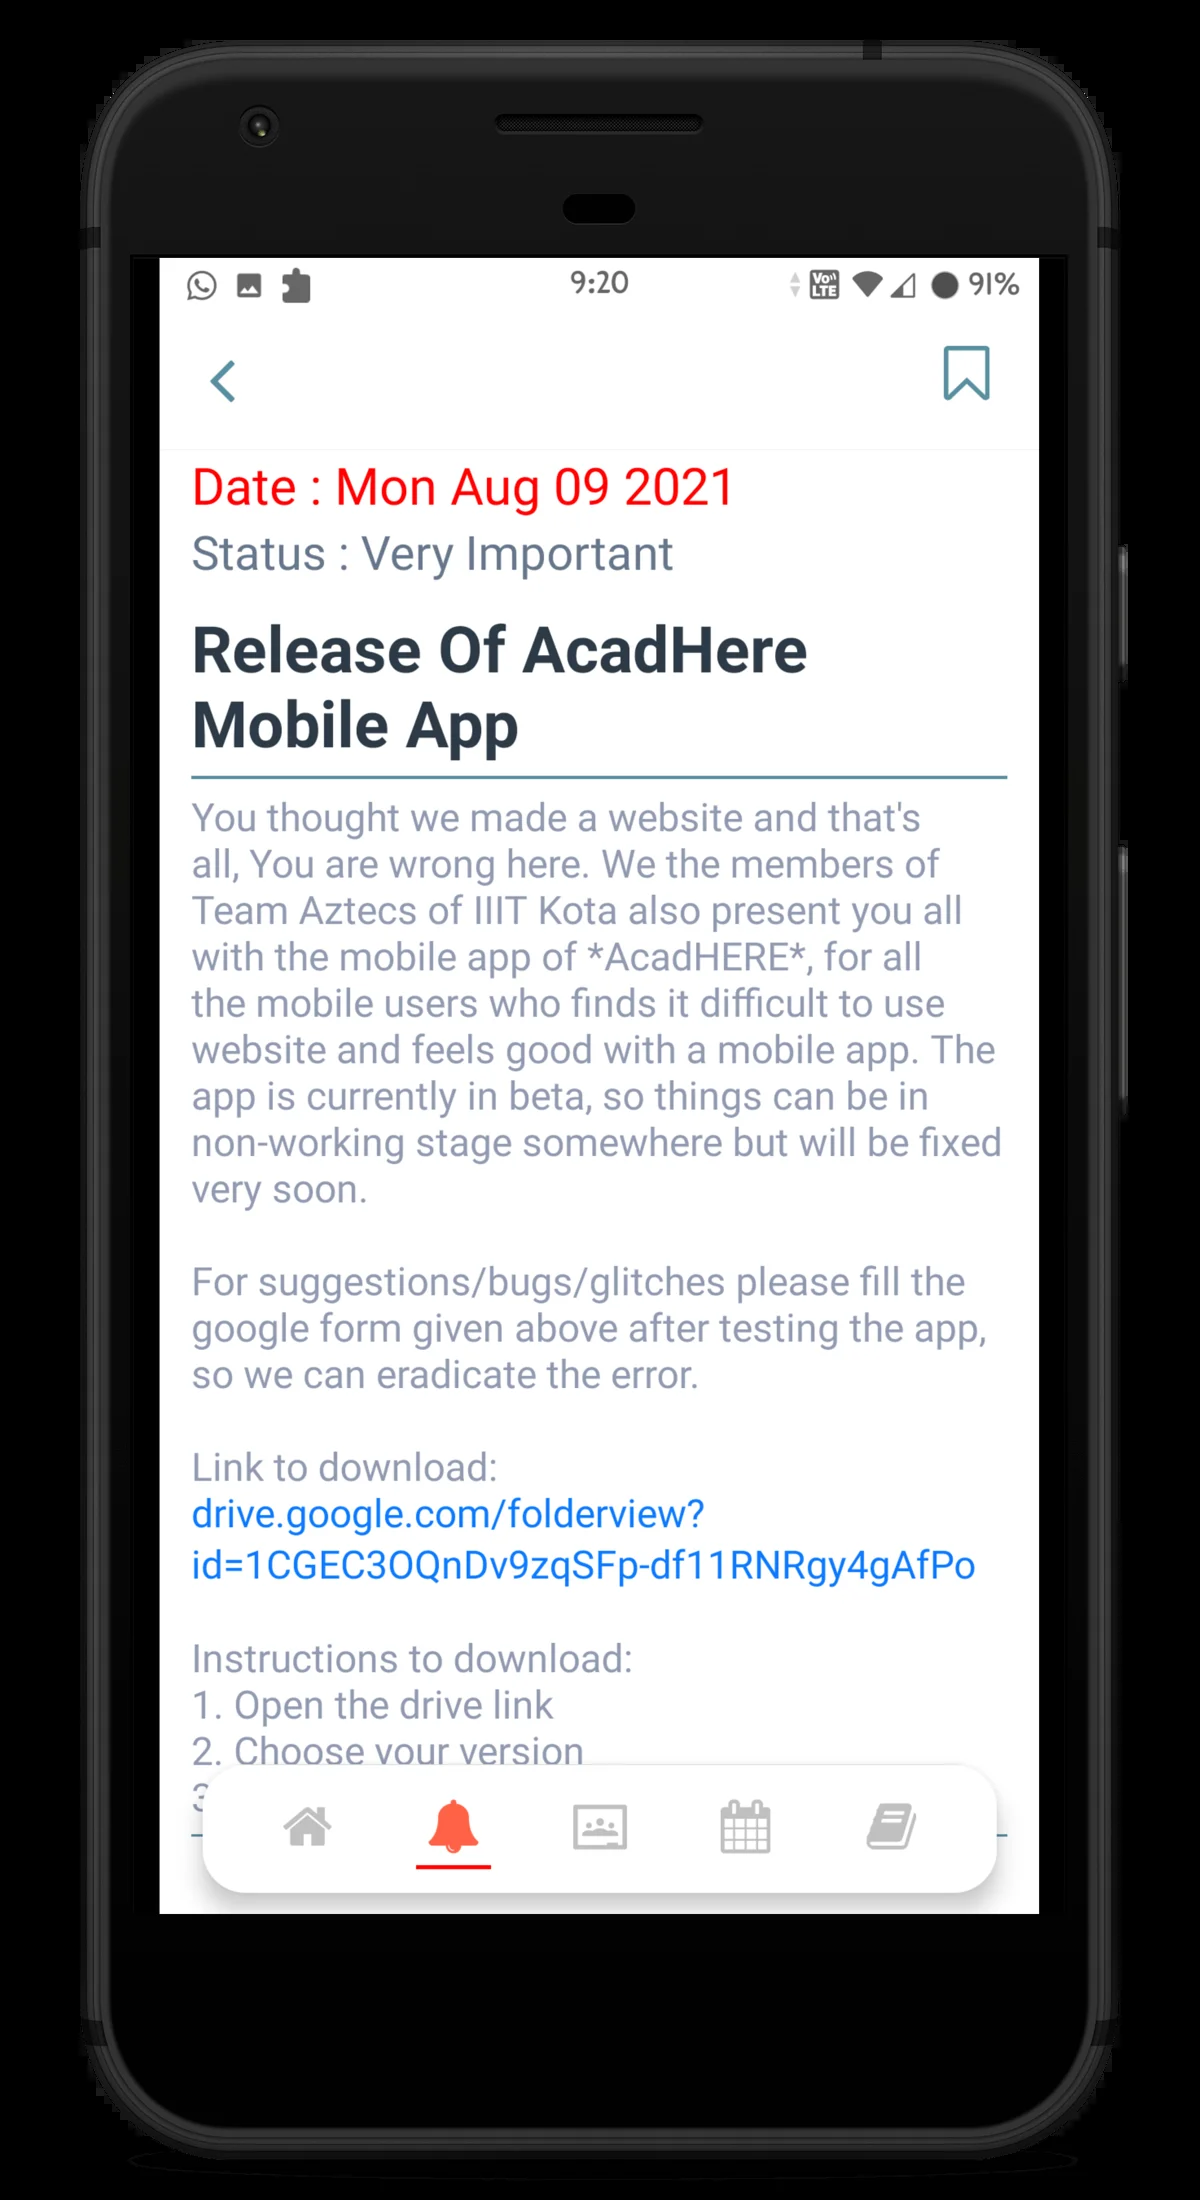 9:20
Vo))
LTE
91%
Date : Mon Aug 09 2021
Status : Very Important
Release Of AcadHere
Mobile App
You thought we made a website and that's
all, You are wrong here. We the members of
Team Aztecs of IIIT Kota also present you all
with the mobile app of *AcadHERE*, for all
the mobile users who finds it difficult to use
website and feels good with a mobile app. The
app is currently in beta, so things can be in
non-working stage somewhere but will be fixed
very soon.
For suggestions/bugs/glitches please fill the
google form given above after testing the app,
so we can eradicate the error.
Link to download:
drive.google.com/folderview?
id=1CGEC3OQnDv9zqSFp-df11RNRgy4gAfPo
Instructions to download:
1. Open the drive link
2. Choose your version